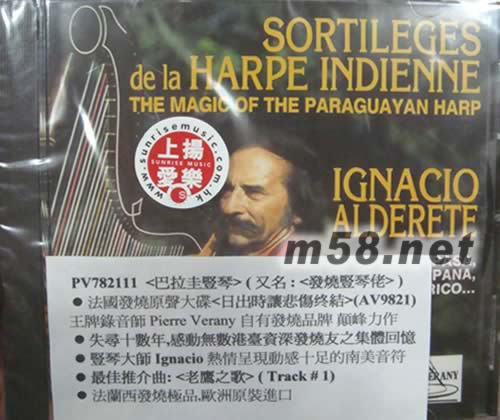 SORTILEGES
de la HARPE INDIENNE
THE MAGIC OF THE PARAGUAYAN HARP
www.sunrisemusic.com.hk
上揚
SUNRISE MUSIC
愛樂
S
IGNACIO
ALDERETE
m58.net
PANA,
RICO...
PV782111 <巴拉圭豎琴> ( 又名 : <發燒豎琴佬> )
• 法國發燒原聲大碟<日出時讓悲傷終結>(AV9821)
王牌錄音師 Pierre Verany 自有發燒品牌 顛峰力作
• 失尋十數年,感動無數港臺資深發燒友之集體回憶
• 豎琴大師 Ignacio 熱情呈現動感十足的南美音符
• 最佳推介曲: <老鷹之歌> ( Track # 1)
• 法蘭西發燒極品,歐洲原裝進口
ERANY